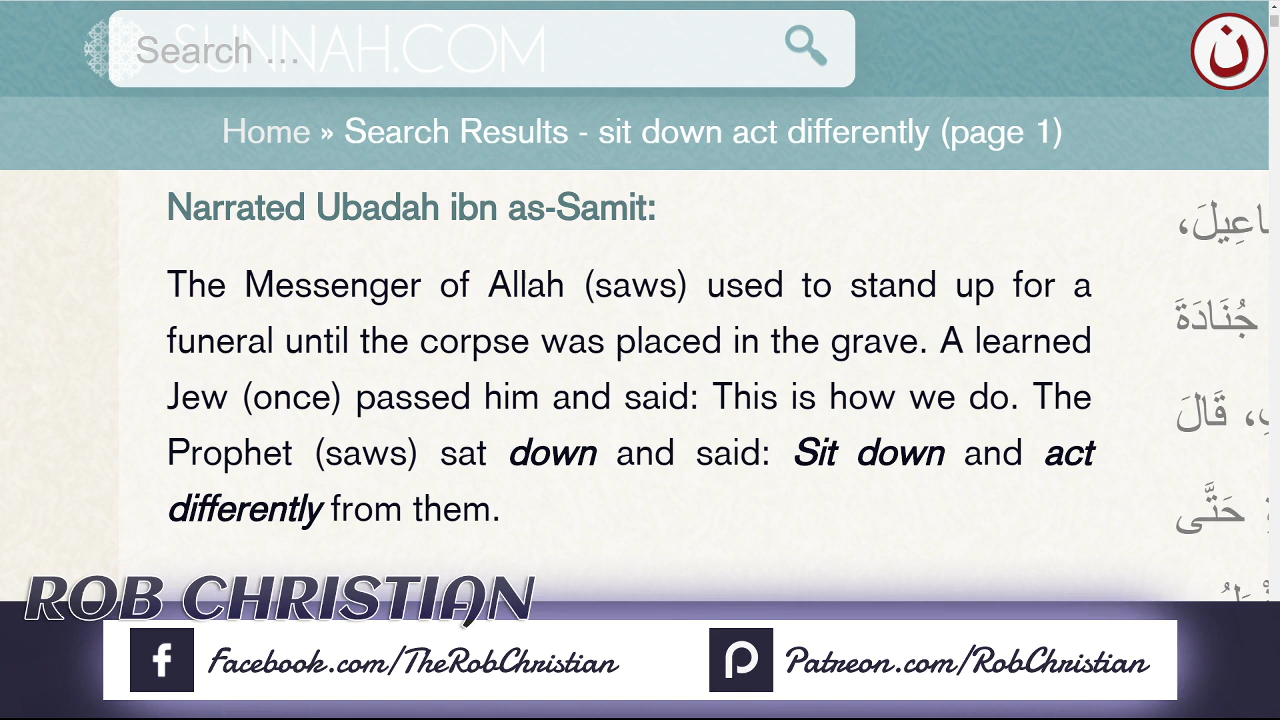 SUNNAH.COM
Search ...
ن
Home » Search Results - sit down act differently (page 1)
Narrated Ubadah ibn as-Samit:
The Messenger of Allah (saws) used to stand up for a
funeral until the corpse was placed in the grave. A learned
Jew (once) passed him and said: This is how we do. The
Prophet (saws) sat down and said: Sit down and act
differently from them.
جُنَادَةَ
قَالَ
حَتَّى
ROB CHRISTIAN
Facebook.com/TheRobChristian
Patreon.com/RobChristian